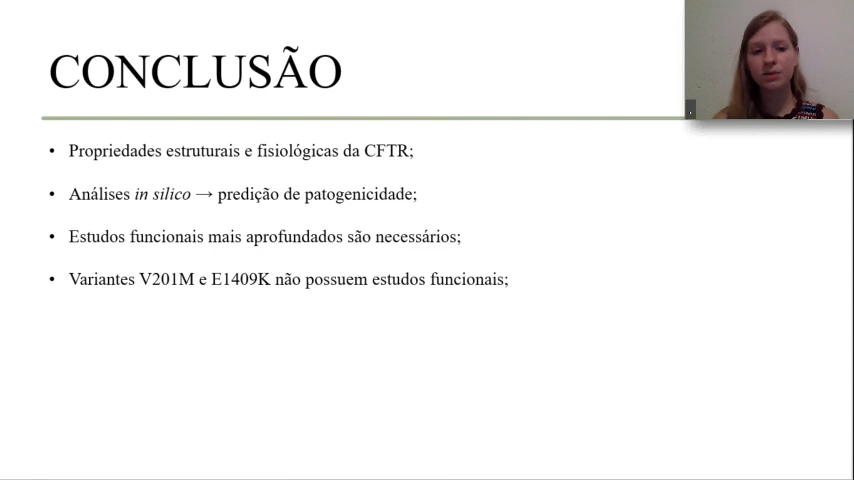 CONCLUSÃO
• Propriedades estruturais e fisiológicas da CFTR;
• Análises in silico → predição de patogenicidade;
• Estudos funcionais mais aprofundados são necessários;
• Variantes V201M e E1409K não possuem estudos funcionais;